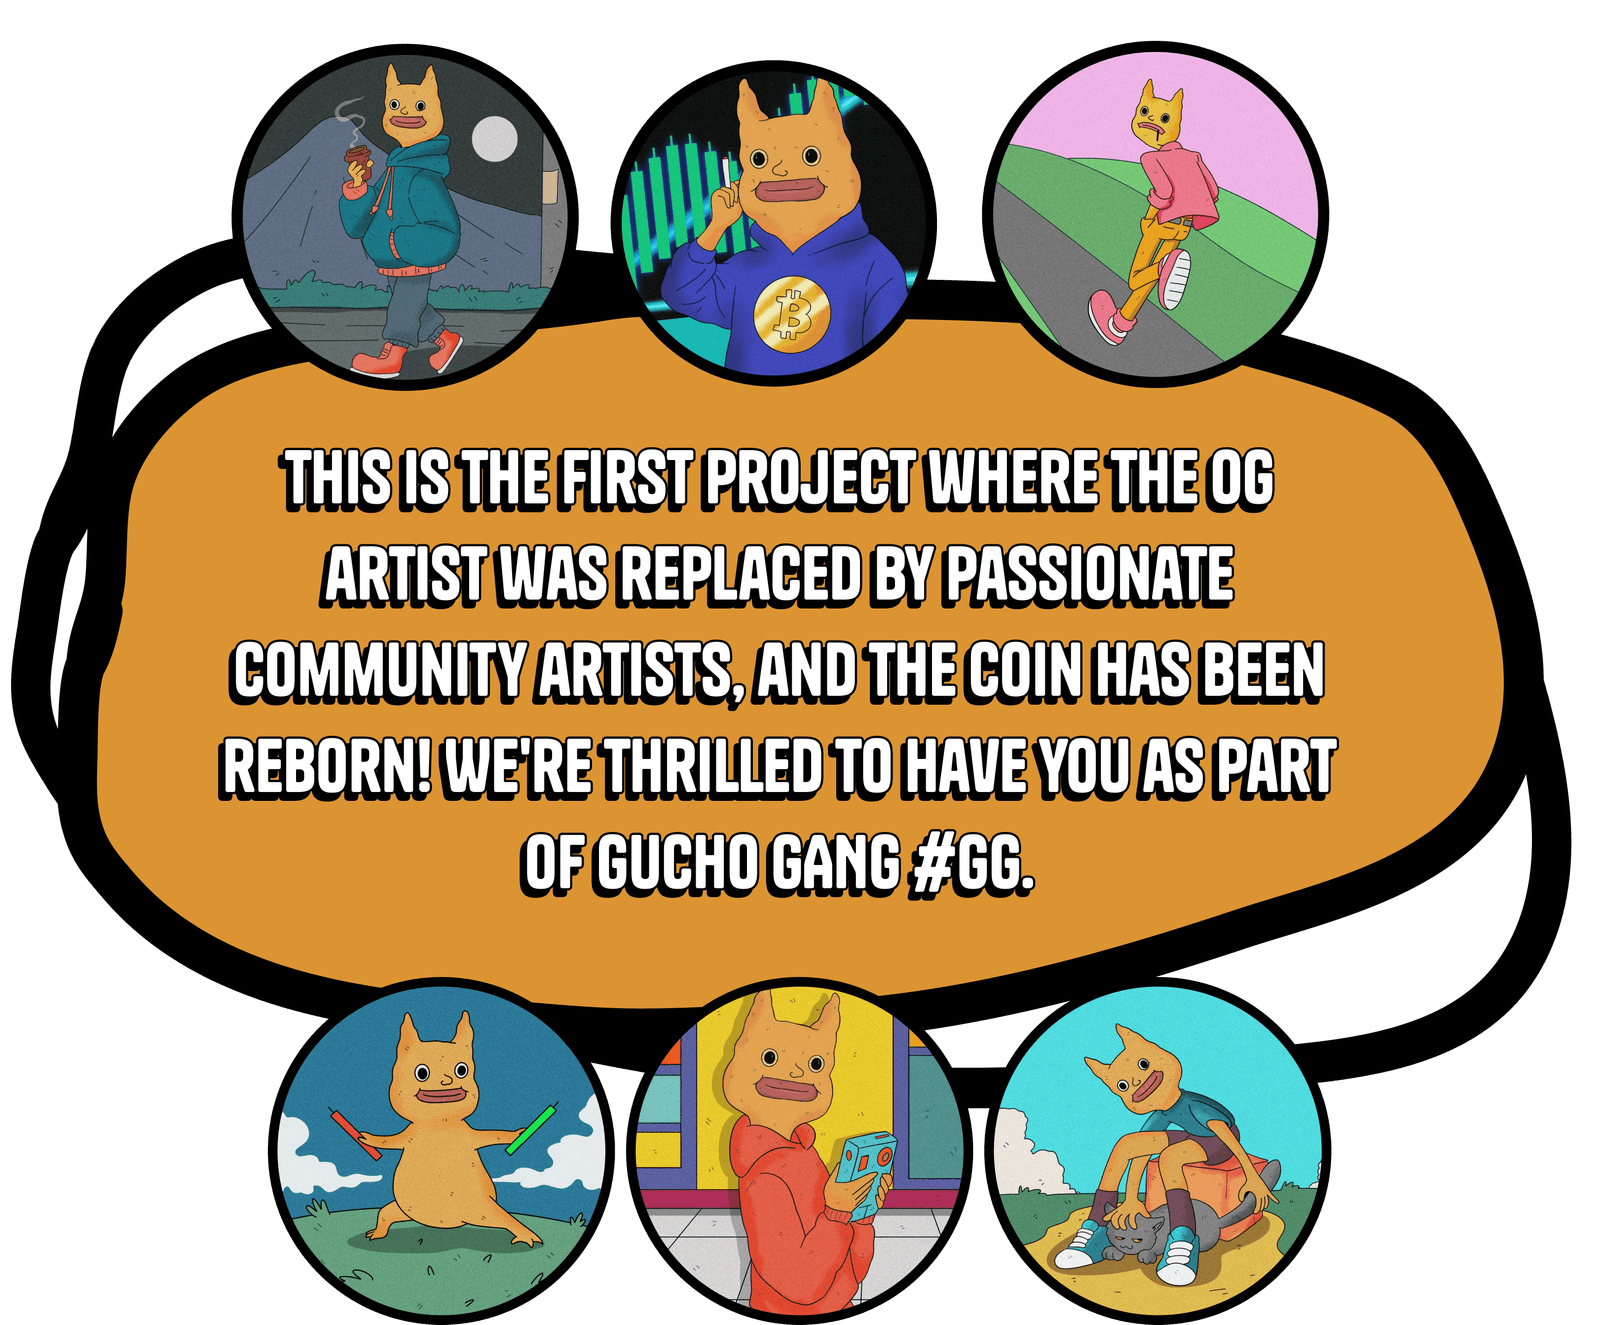 THIS IS THE FIRST PROJECT WHERE THE OG
ARTIST WAS REPLACED BY PASSIONATE
COMMUNITY ARTISTS, AND THE COIN HAS BEEN
REBORN! WE'RE THRILLED TO HAVE YOU AS PART
OF GUCHO GANG #GG.